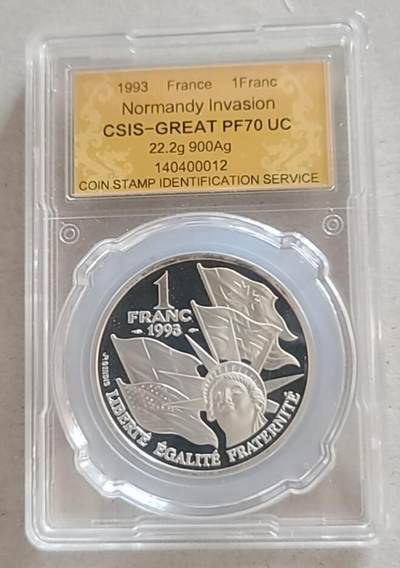 1993 France 1Franc
Normandy Invasion
CSIS-GREAT PF70 UC
22.2g 900Ag
140400012
COIN STAMP IDENTIFICATION SERVICE
1
FRANC
1993
LIBERTÉ ÉGALITÉ FRATERNITÉ